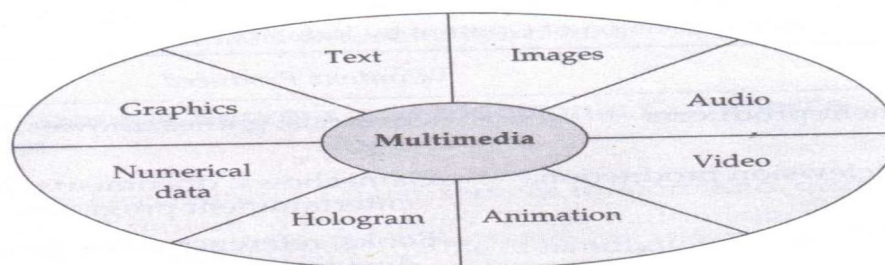 Text
Images
Graphics
Audio
Multimedia
Numerical
data
Video
Hologram
Animation